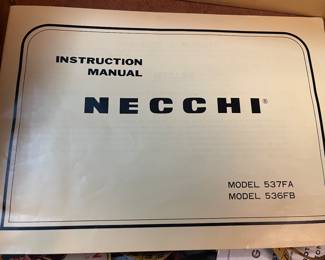 INSTRUCTION
MANUAL
NECCHI®
MODEL 537FA
MODEL 536FB